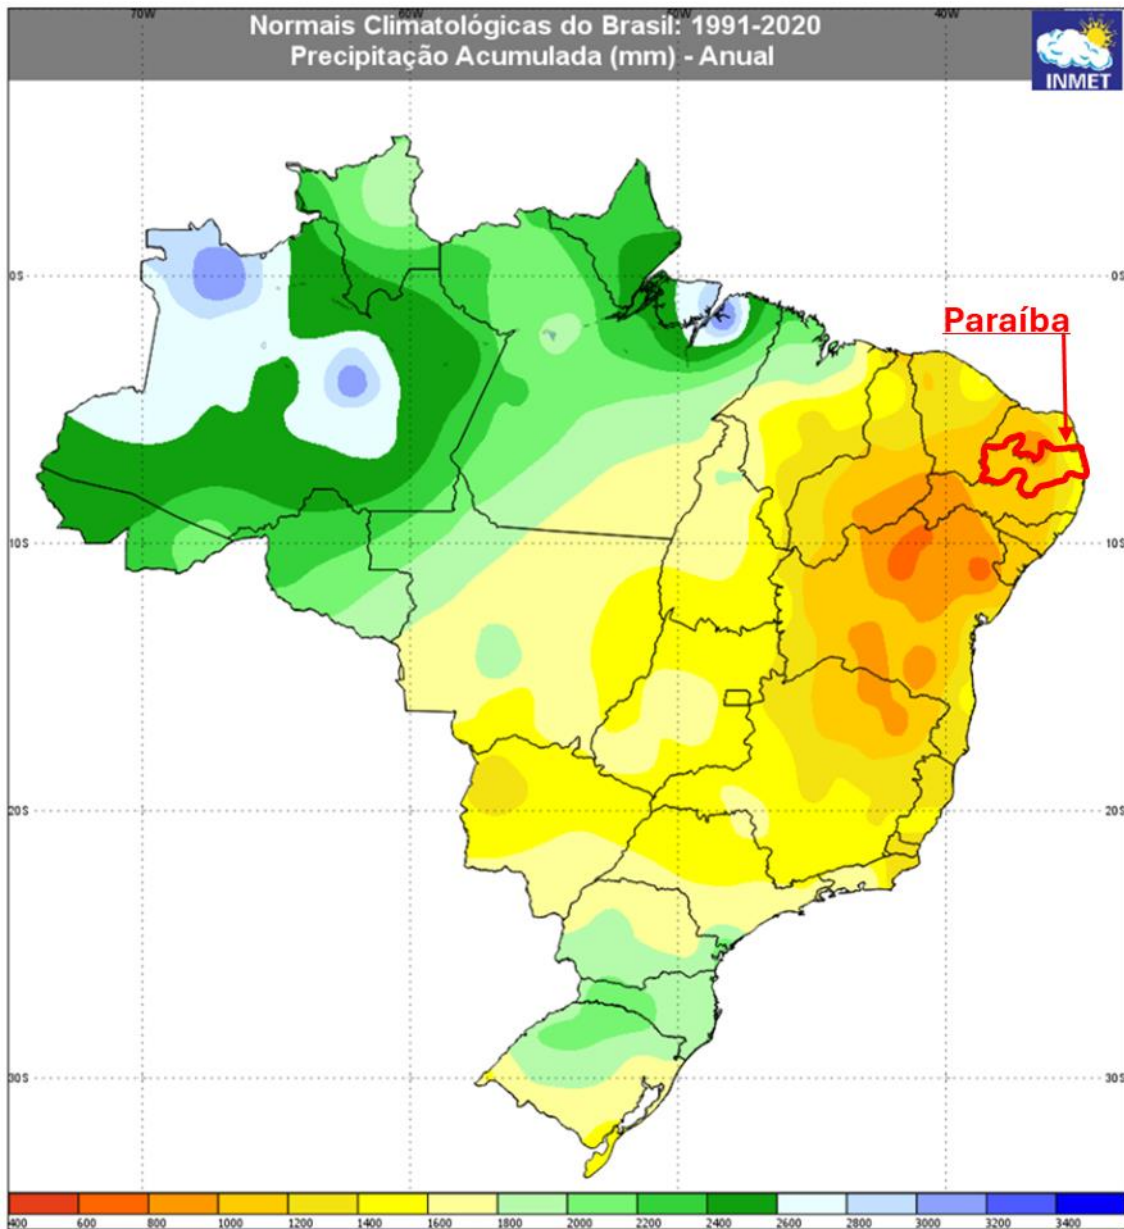 70W 60W 50W 40W
Normais Climatológicas do Brasil: 1991-2020
Precipitação Acumulada (mm) - Anual
INMET
0S 0S
Paraíba
10S 10S
20S 20S
30S 30S
400 600 800 1000 1200 1400 1600 1800 2000 2200 2400 2600 2800 3000 3200 3400